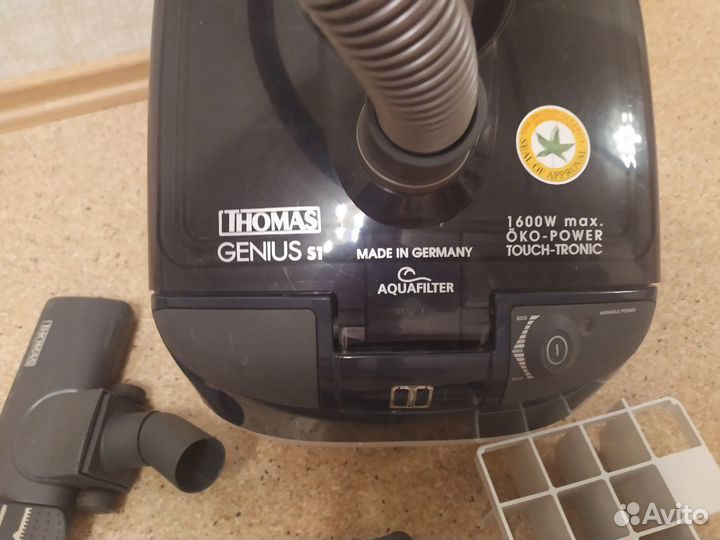 SEAL OF APPROVAL
THOMAS
GENIUS S1
MADE IN GERMANY
AQUAFILTER
1600W max.
ÖKO-POWER
TOUCH-TRONIC
ECO
VARIABLE POWER
THOMAS
Avito